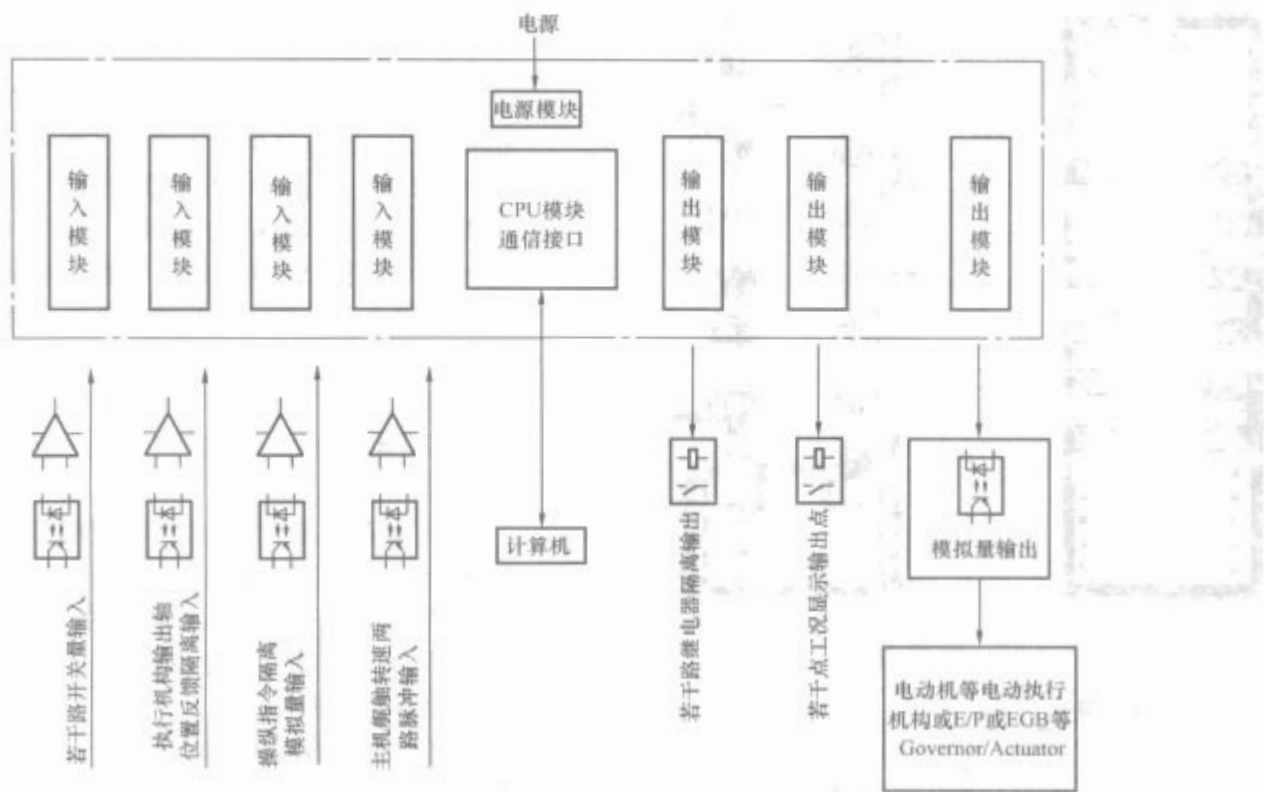 电源
电源模块
输入模块
输入模块
输入模块
输入模块
CPU模块
通信接口
输出模块
输出模块
输出模块
计算机
若干路开关量输入
执行机构输出轴
位置反馈隔离输入
操纵指令隔离
模拟量输入
主机艉轴转速两
路脉冲输入
若干路继电器隔离输出
若干点工况显示输出点
模拟量输出
电动机等电动执行
机构或E/P或EGB等
Governor/Actuator